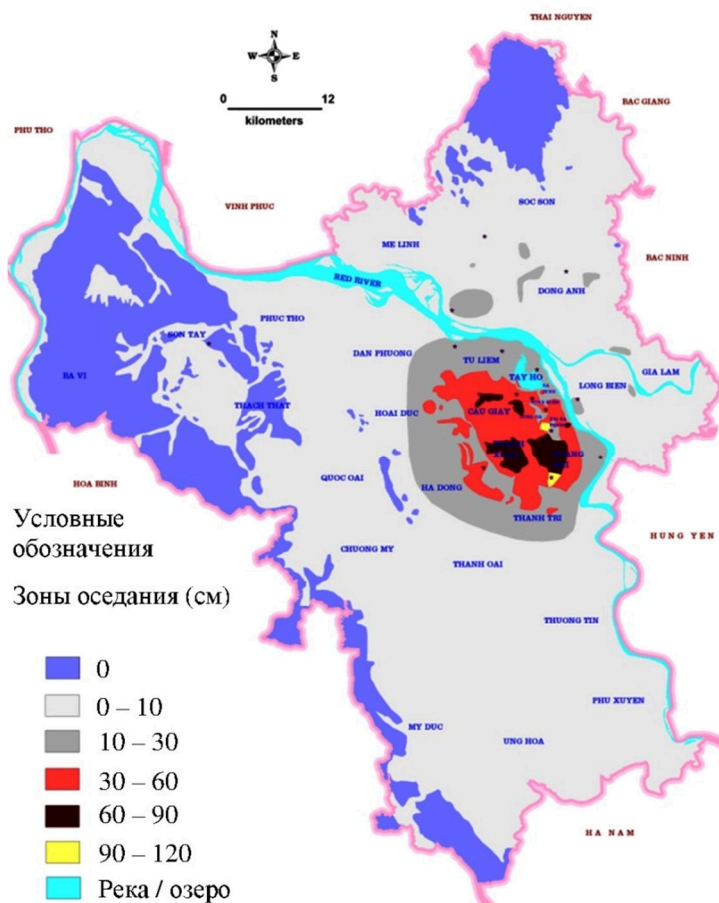 THAI NGUYEN
N
W E
S
BAC GIANG
0 12
kilometers
PHU THO
VINH PHUC
SOC SON
ME LINH
BAC NINH
RED RIVER
DONG ANH
SON TAY
PHUC THO
DAN PHUONG
TU LIEM
GIA LAM
TAY HO
LONG BIEN
BA VI
THACH THAT
HOAI DUC
CAU GIAY
QUOC OAI
HOA BINH
HA DONG
THANH TRI
HUNG YEN
CHUONG MY
THANH OAI
THUONG TIN
PHU XUYEN
MY DUC
UNG HOA
HA NAM
Условные
обозначения
Зоны оседания (см)
0
0 – 10
10 – 30
30 – 60
60 – 90
90 – 120
Река / озеро